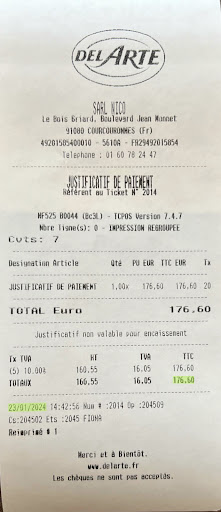 DEL ARTE
SARL NICO
Le Bois Briard, Boulevard Jean Monnet
91080 COURCOURONNES (Fr)
49201585400010 - 5610A - FR29492015854
Telephone : 01 60 78 24 47
JUSTIFICATIF DE PAIEMENT
Référent au Ticket N° 2014
NF525 B0044 (Bc3L) - TCPOS Version 7.4.7
Nbre ligne(s): 0 - IMPRESSION REGROUPEE
Cvts: 7
Designation Article Qté PU EUR TTC EUR Tx
JUSTIFICATIF DE PAIEMENT 1.00x 176,60 176,60 20
TOTAL Euro 176,60
Justificatif non valable pour encaissement
Tx TVA HT TVA TTC
(5) 10.00% 160.55 16.05 176.60
TOTAUX 160.55 16.05 176.60
23/01/2024 14:42:56 Num #:2014 Op :204509
Cs:204502 Ets :2045 FIONA
Réimprimé # 1
Merci et à Bientôt.
www.delarte.fr
Les chèques ne sont pas acceptés.